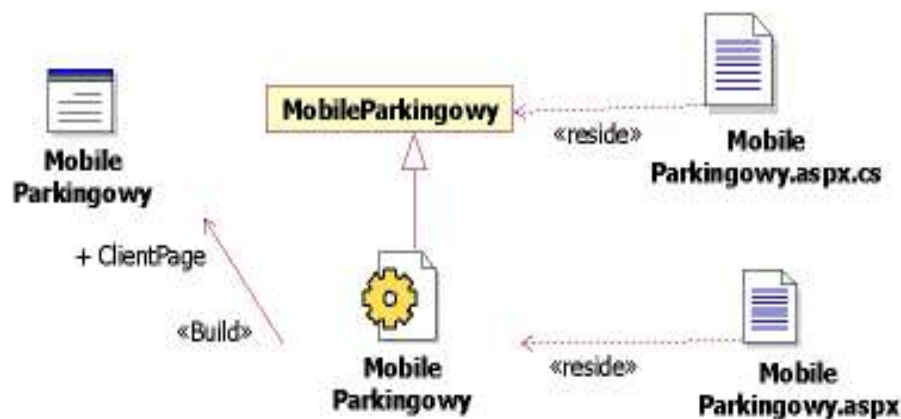 MobileParkingowy
«reside»
Mobile
Parkingowy.aspx.cs
Mobile
Parkingowy
+ ClientPage
«Build»
Mobile
Parkingowy
«reside»
Mobile
Parkingowy.aspx